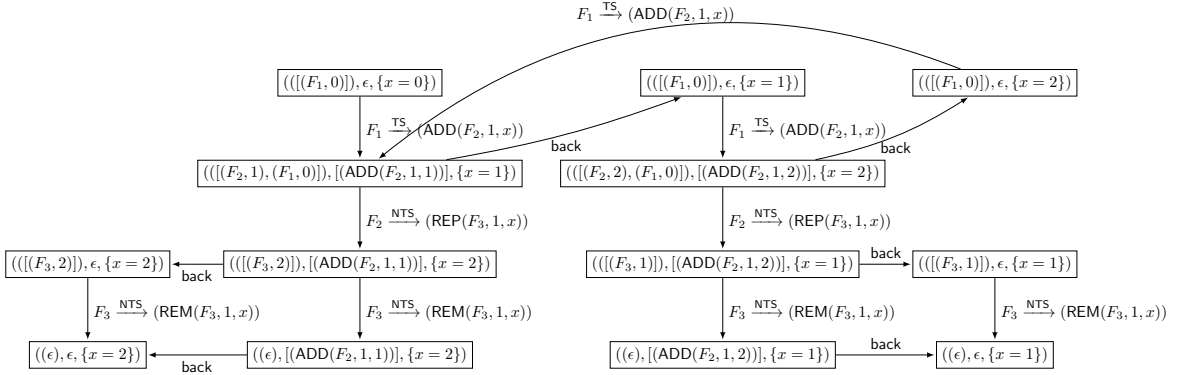 F₁ —TS→ (ADD(F₂, 1, x))
(([(F₁, 0)]), ϵ, {x = 0})
(([(F₁, 0)]), ϵ, {x = 1})
(([(F₁, 0)]), ϵ, {x = 2})
F₁ —TS→ (ADD(F₂, 1, x))
back
F₁ —TS→ (ADD(F₂, 1, x))
back
(([(F₂, 1), (F₁, 0)]), [(ADD(F₂, 1, 1))], {x = 1})
(([(F₂, 2), (F₁, 0)]), [(ADD(F₂, 1, 2))], {x = 2})
F₂ —NTS→ (REP(F₃, 1, x))
F₂ —NTS→ (REP(F₃, 1, x))
(([(F₃, 2)]), ϵ, {x = 2})
back
(([(F₃, 2)]), [(ADD(F₂, 1, 1))], {x = 2})
(([(F₃, 1)]), [(ADD(F₂, 1, 2))], {x = 1})
back
(([(F₃, 1)]), ϵ, {x = 1})
F₃ —NTS→ (REM(F₃, 1, x))
F₃ —NTS→ (REM(F₃, 1, x))
F₃ —NTS→ (REM(F₃, 1, x))
F₃ —NTS→ (REM(F₃, 1, x))
((ϵ), ϵ, {x = 2})
back
((ϵ), [(ADD(F₂, 1, 1))], {x = 2})
((ϵ), [(ADD(F₂, 1, 2))], {x = 1})
back
((ϵ), ϵ, {x = 1})